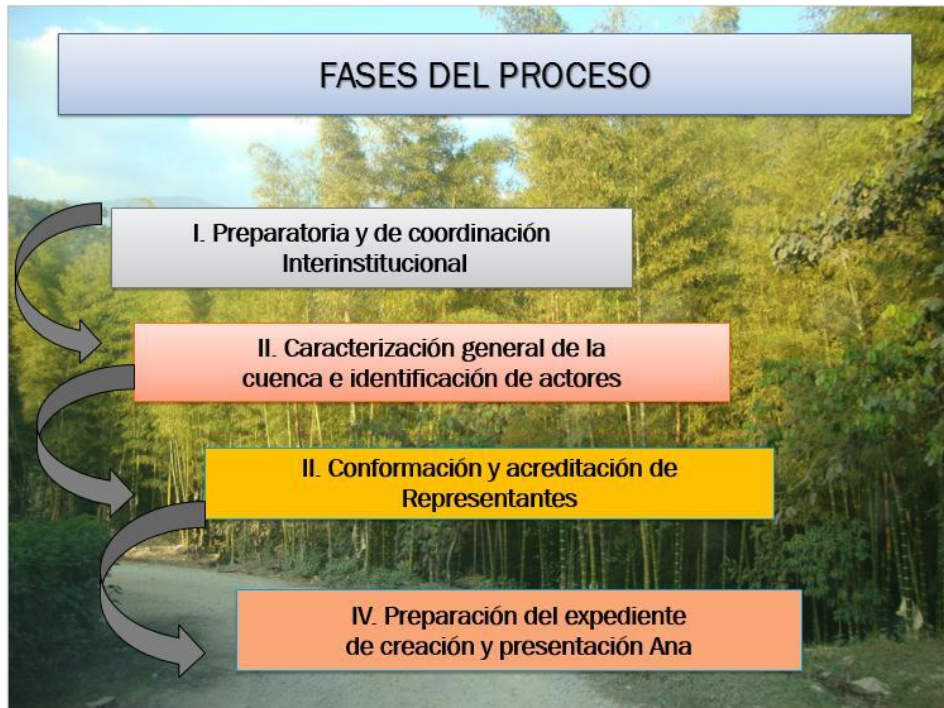 FASES DEL PROCESO
I. Preparatoria y de coordinación
Interinstitucional
II. Caracterización general de la
cuenca e identificación de actores
II. Conformación y acreditación de
Representantes
IV. Preparación del expediente
de creación y presentación Ana